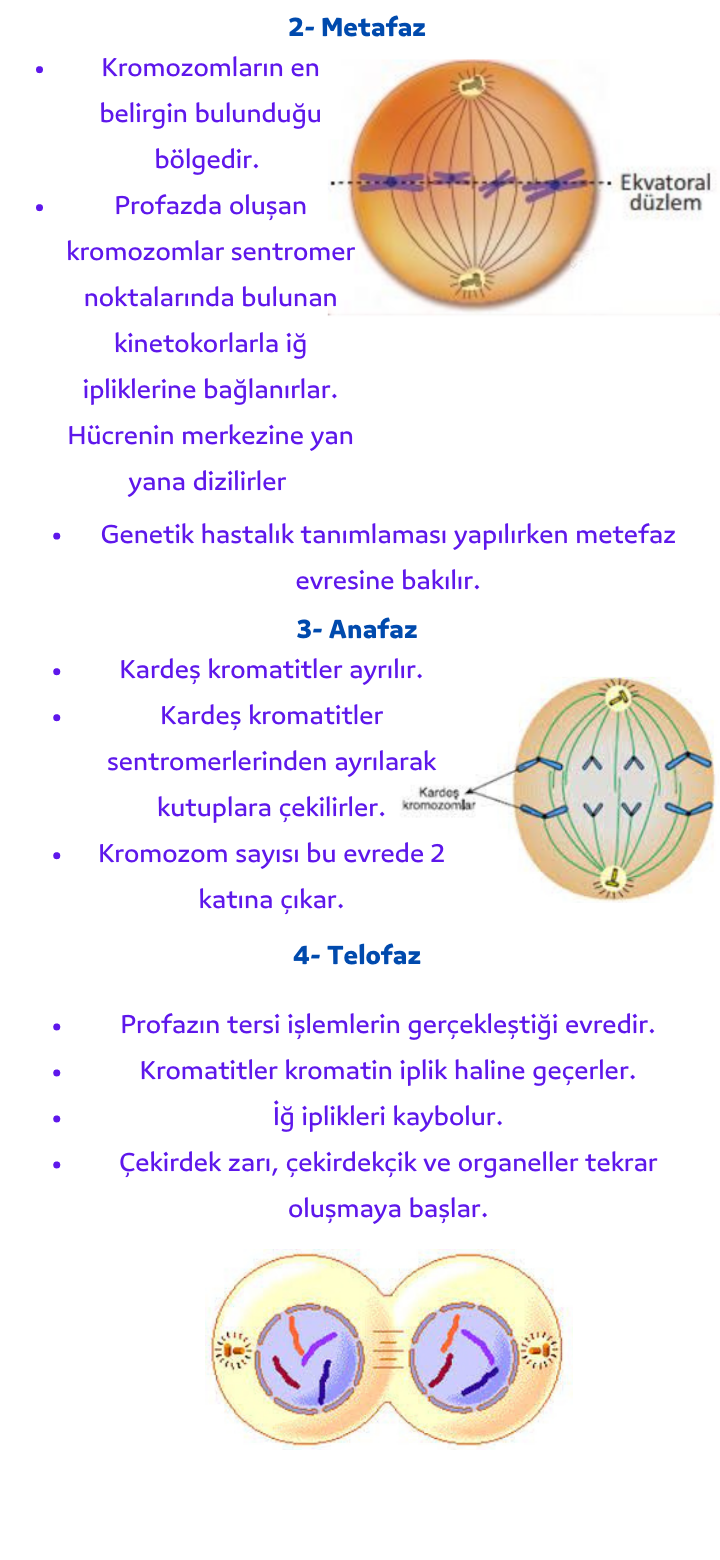 2- Metafaz
• Kromozomların en
belirgin bulunduğu
bölgedir.
• Profazda oluşan
kromozomlar sentromer
noktalarında bulunan
kinetokorlarla iğ
ipliklerine bağlanırlar.
Hücrenin merkezine yan
yana dizilirler
Ekvatoral
düzlem
• Genetik hastalık tanımlaması yapılırken metefaz
evresine bakılır.
3- Anafaz
• Kardeş kromatitler ayrılır.
• Kardeş kromatitler
sentromerlerinden ayrılarak
kutuplara çekilirler.
Kardeş
kromozomlar
• Kromozom sayısı bu evrede 2
katına çıkar.
4- Telofaz
• Profazın tersi işlemlerin gerçekleştiği evredir.
• Kromatitler kromatin iplik haline geçerler.
• İğ iplikleri kaybolur.
• Çekirdek zarı, çekirdekçik ve organeller tekrar
oluşmaya başlar.